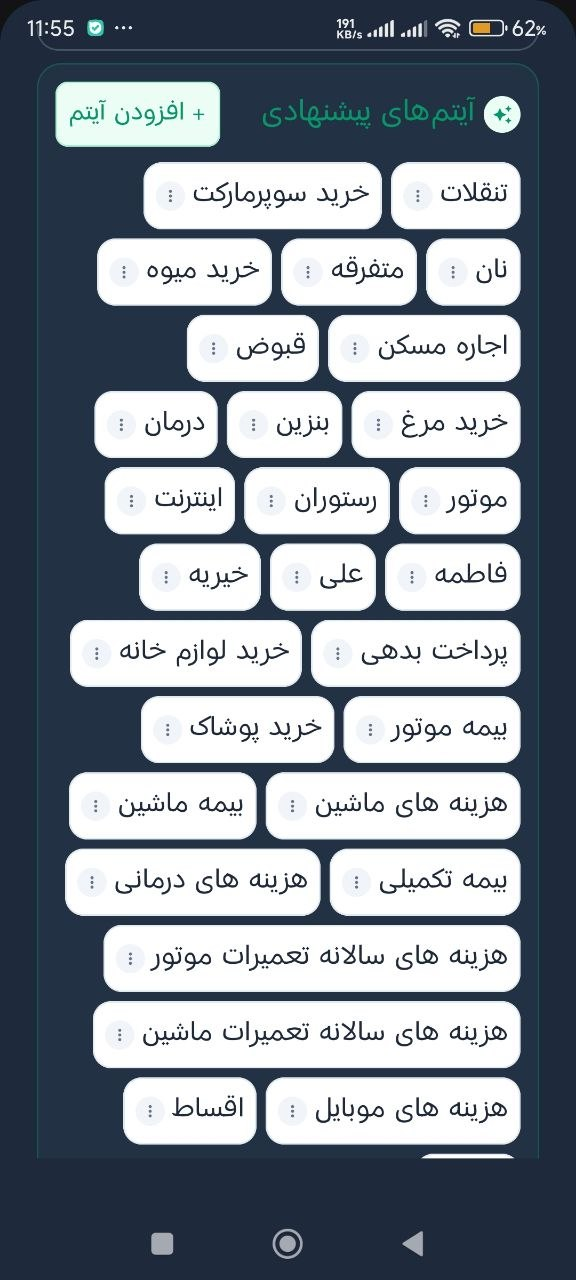 11:55 ... 191 KB/s 62%
آیتم‌های پیشنهادی + افزودن آیتم
تنقلات خرید سوپرمارکت
نان متفرقه خرید میوه
اجاره مسکن قبوض
خرید مرغ بنزین درمان
موتور رستوران اینترنت
فاطمه علی خیریه
پرداخت بدهی خرید لوازم خانه
بیمه موتور خرید پوشاک
هزینه های ماشین بیمه ماشین
بیمه تکمیلی هزینه های درمانی
هزینه های سالانه تعمیرات موتور
هزینه های سالانه تعمیرات ماشین
هزینه های موبایل اقساط